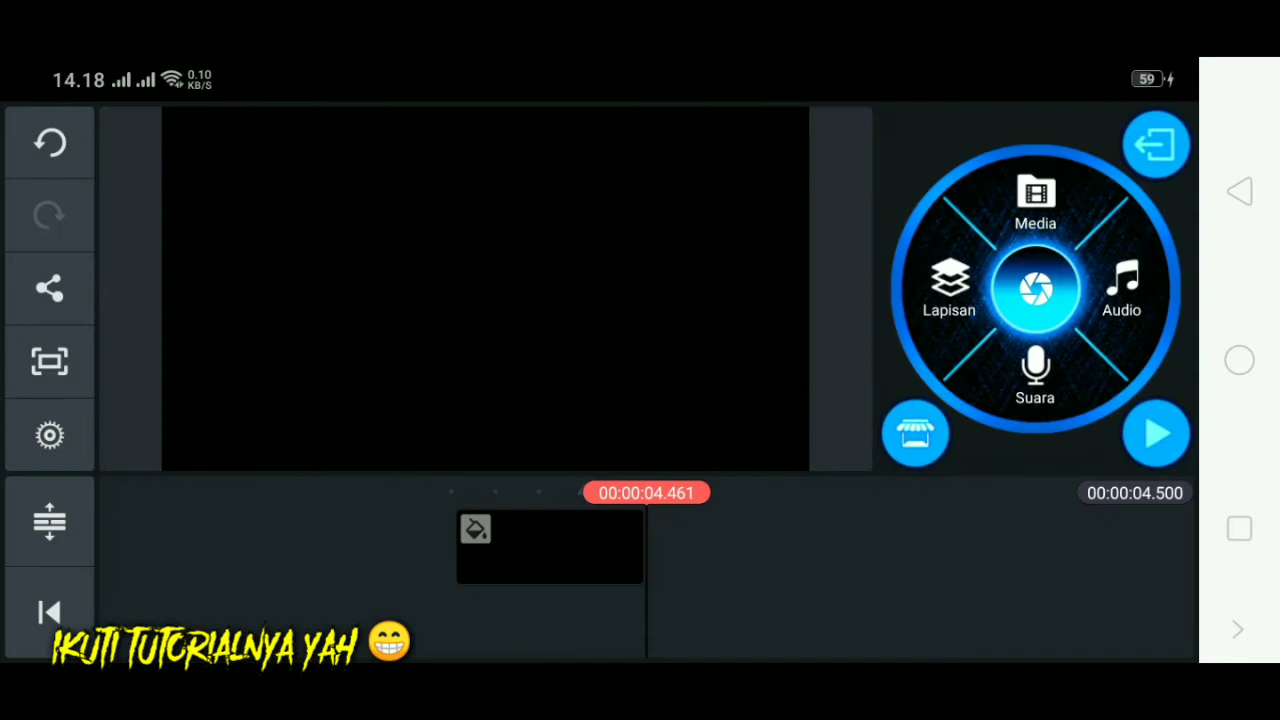 14.18
0.10
KB/S
59
Media
Lapisan
Audio
Suara
00:00:04.461
00:00:04.500
IKUTI TUTORIALNYA YAH 😁